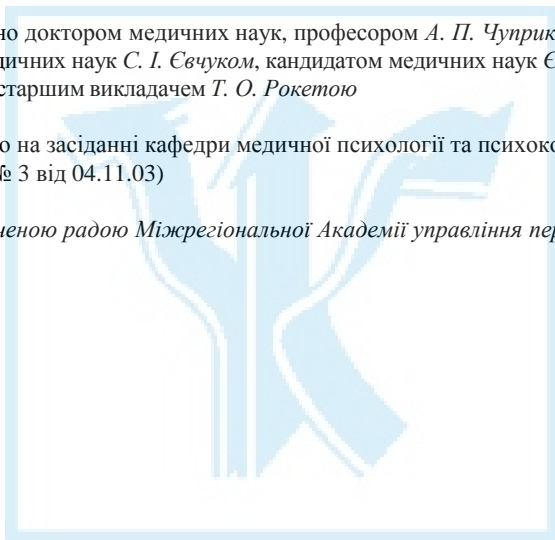 но доктором медичних наук, професором А. П. Чуприк
дичних наук С. І. Євчуком, кандидатом медичних наук Є
старшим викладачем Т. О. Рокетою
о на засіданні кафедри медичної психології та психоко
№ 3 від 04.11.03)
ченою радою Міжрегіональної Академії управління пер